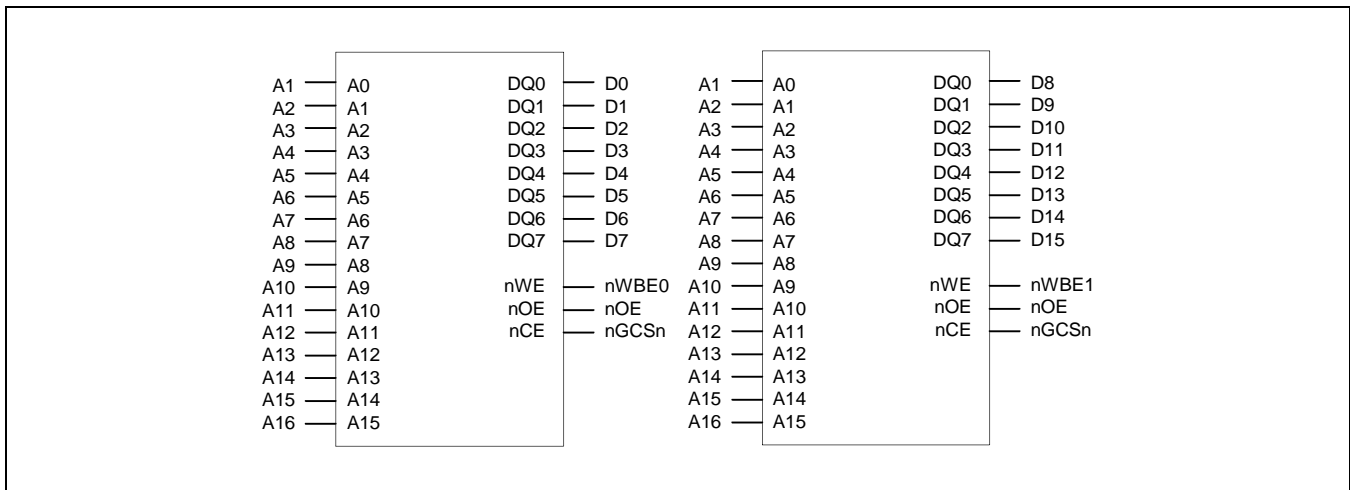 A1 A0 DQ0 D0 A1 A0 DQ0 D8
A2 A1 DQ1 D1 A2 A1 DQ1 D9
A3 A2 DQ2 D2 A3 A2 DQ2 D10
A4 A3 DQ3 D3 A4 A3 DQ3 D11
A5 A4 DQ4 D4 A5 A4 DQ4 D12
A6 A5 DQ5 D5 A6 A5 DQ5 D13
A7 A6 DQ6 D6 A7 A6 DQ6 D14
A8 A7 DQ7 D7 A8 A7 DQ7 D15
A9 A8 A9 A8
A10 A9 nWE nWBE0 A10 A9 nWE nWBE1
A11 A10 nOE nOE A11 A10 nOE nOE
A12 A11 nCE nGCSn A12 A11 nCE nGCSn
A13 A12 A13 A12
A14 A13 A14 A13
A15 A14 A15 A14
A16 A15 A16 A15